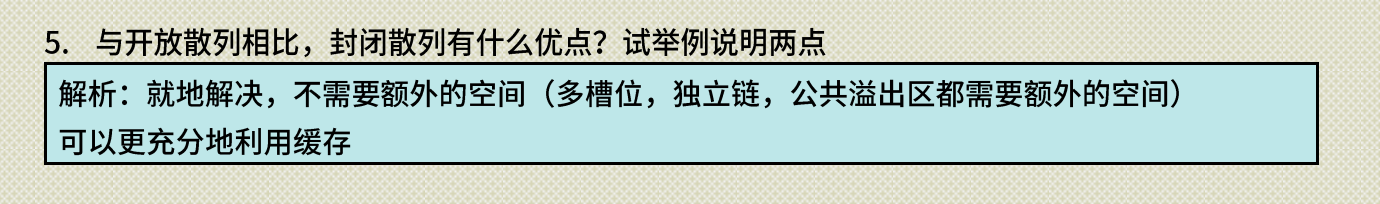 5. 与开放散列相比，封闭散列有什么优点？试举例说明两点
解析：就地解决，不需要额外的空间（多槽位，独立链，公共溢出区都需要额外的空间）
可以更充分地利用缓存